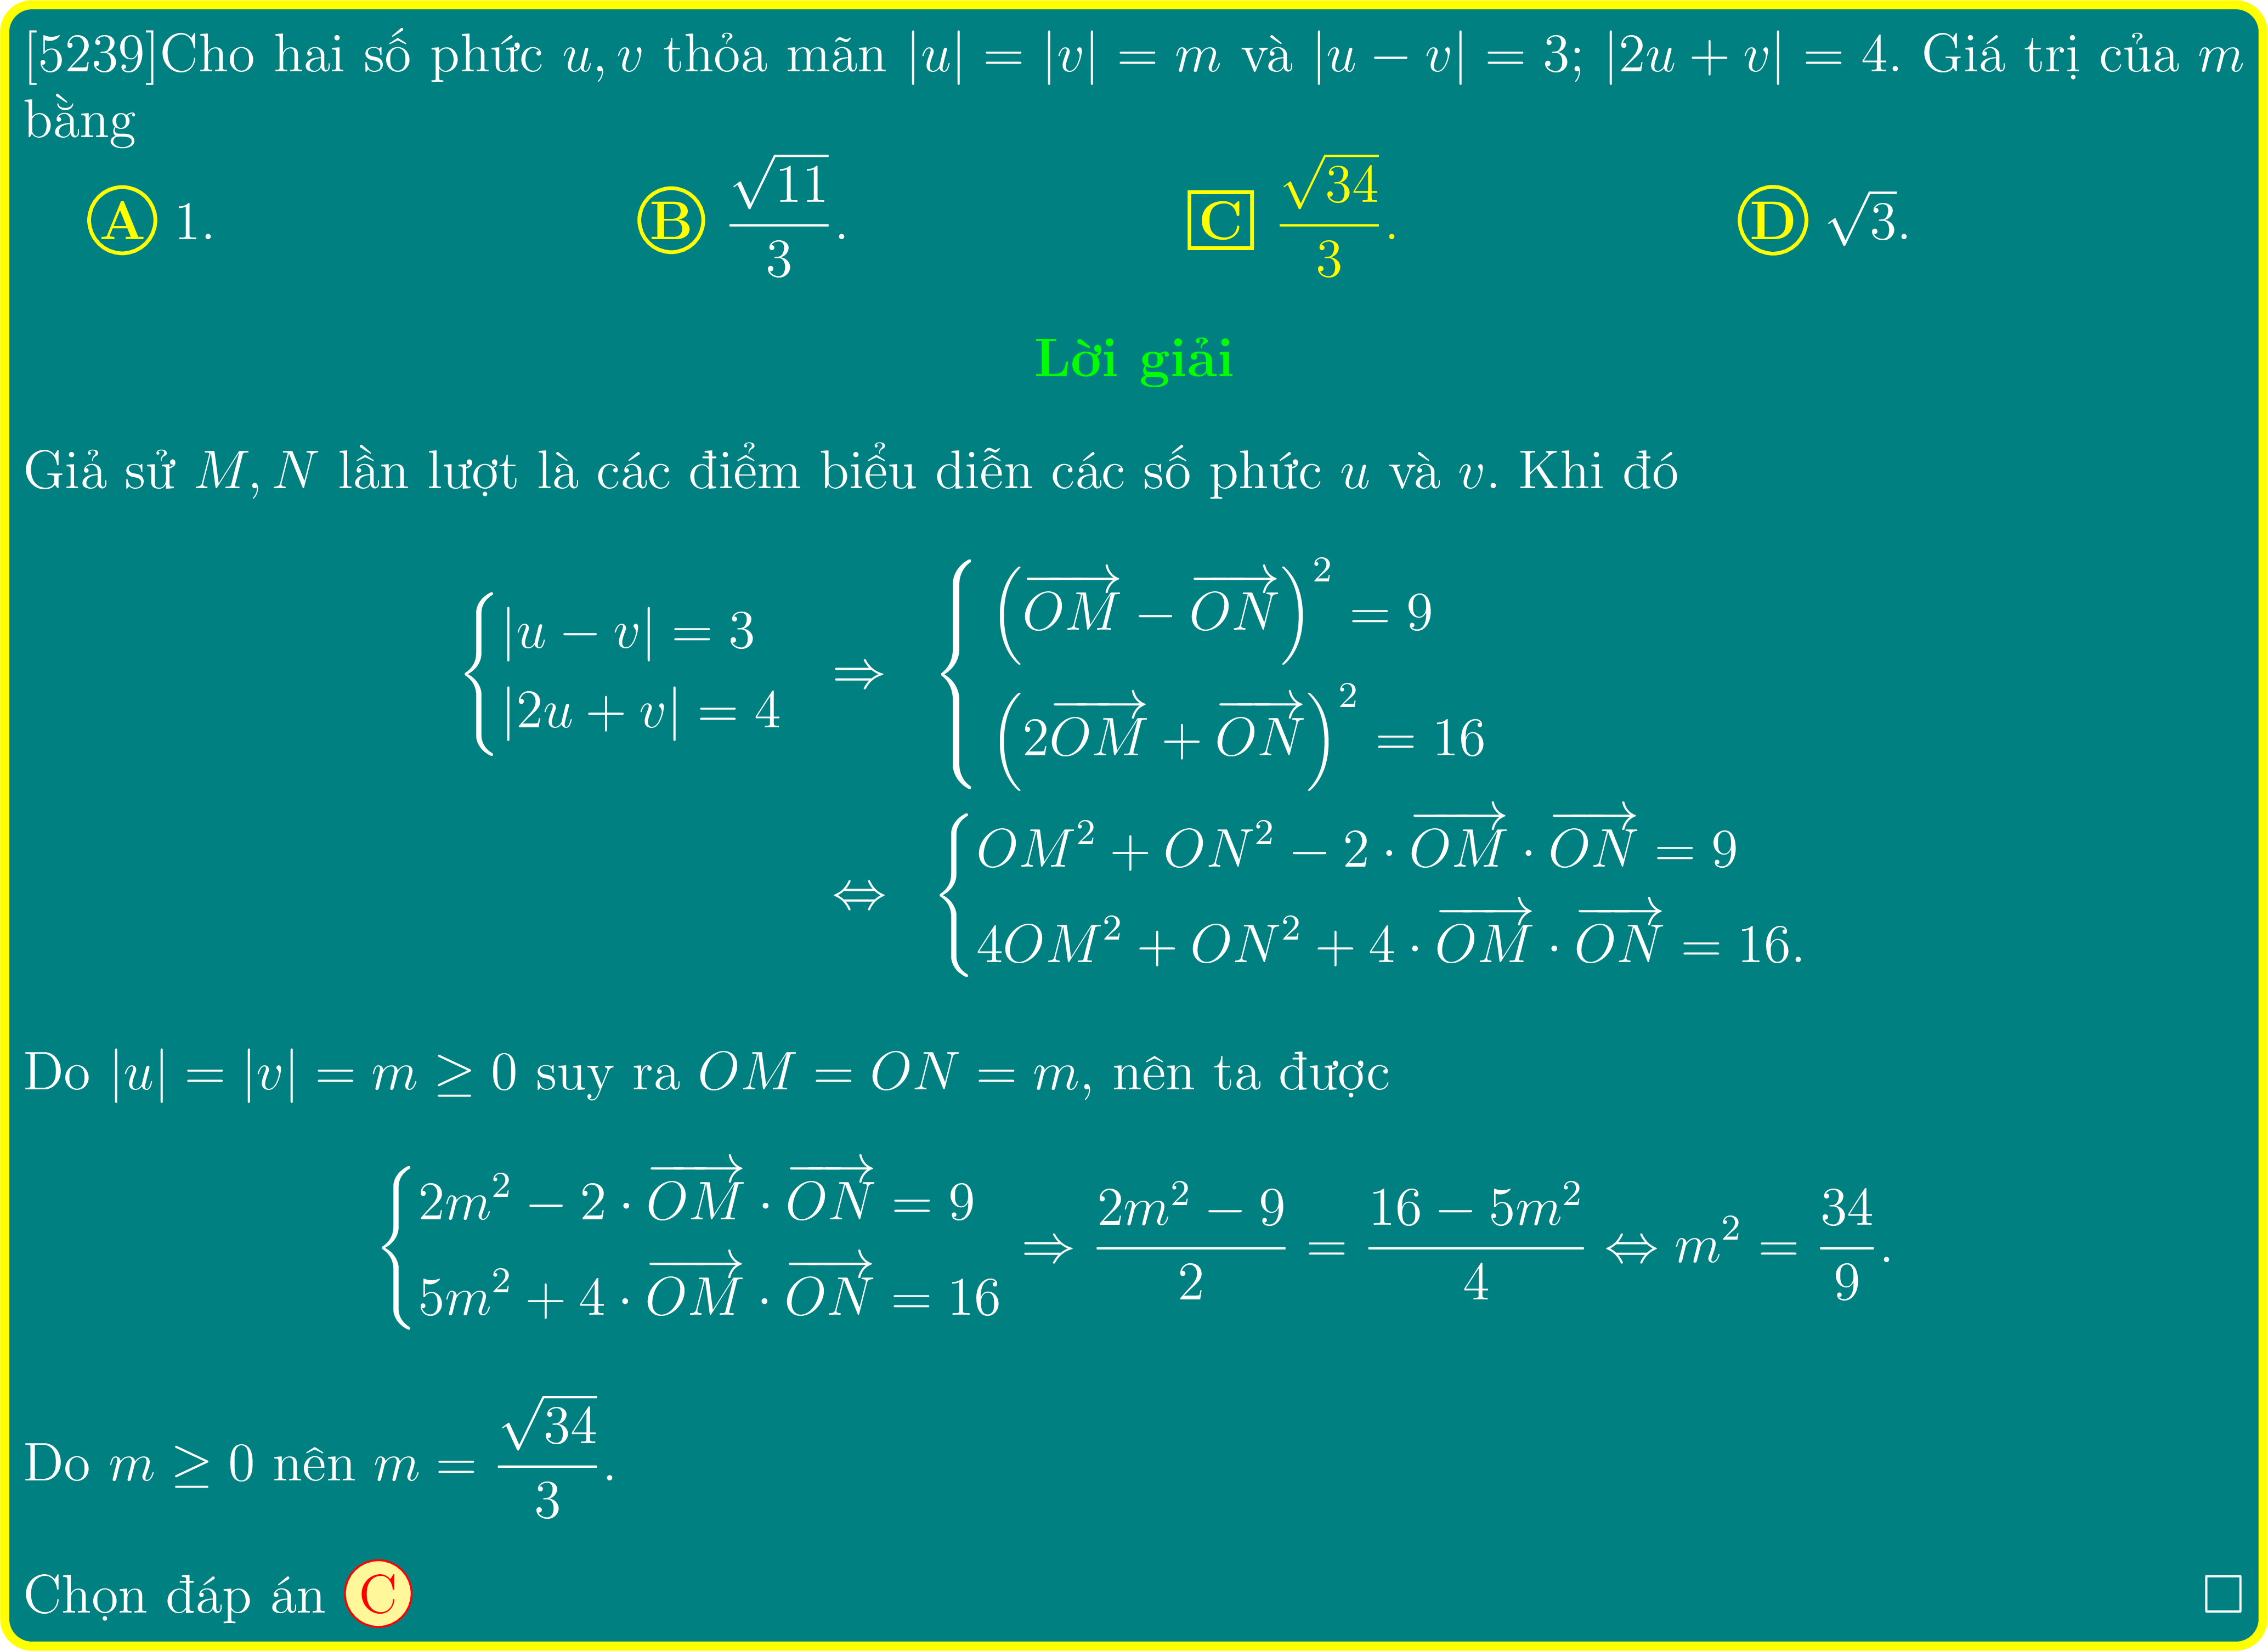 [5239]Cho hai số phức $u, v$ thỏa mãn $|u| = |v| = m$ và $|u - v| = 3$; $|2u + v| = 4$. Giá trị của $m$
bằng
A 1. B $\frac{\sqrt{11}}{3}$. C $\frac{\sqrt{34}}{3}$. D $\sqrt{3}$.
Lời giải
Giả sử $M, N$ lần lượt là các điểm biểu diễn các số phức $u$ và $v$. Khi đó
$\begin{cases} |u - v| = 3 \\ |2u + v| = 4 \end{cases} \Rightarrow \begin{cases} \left(\overrightarrow{OM} - \overrightarrow{ON}\right)^2 = 9 \\ \left(2\overrightarrow{OM} + \overrightarrow{ON}\right)^2 = 16 \end{cases}$
$\Leftrightarrow \begin{cases} OM^2 + ON^2 - 2 \cdot \overrightarrow{OM} \cdot \overrightarrow{ON} = 9 \\ 4OM^2 + ON^2 + 4 \cdot \overrightarrow{OM} \cdot \overrightarrow{ON} = 16. \end{cases}$
Do $|u| = |v| = m \geq 0$ suy ra $OM = ON = m$, nên ta được
$\begin{cases} 2m^2 - 2 \cdot \overrightarrow{OM} \cdot \overrightarrow{ON} = 9 \\ 5m^2 + 4 \cdot \overrightarrow{OM} \cdot \overrightarrow{ON} = 16 \end{cases} \Rightarrow \frac{2m^2 - 9}{2} = \frac{16 - 5m^2}{4} \Leftrightarrow m^2 = \frac{34}{9}.$
Do $m \geq 0$ nên $m = \frac{\sqrt{34}}{3}$.
Chọn đáp án C □